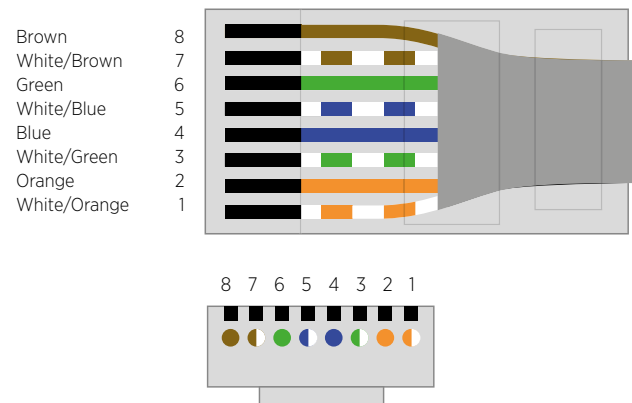 Brown 8
White/Brown 7
Green 6
White/Blue 5
Blue 4
White/Green 3
Orange 2
White/Orange 1
8 7 6 5 4 3 2 1